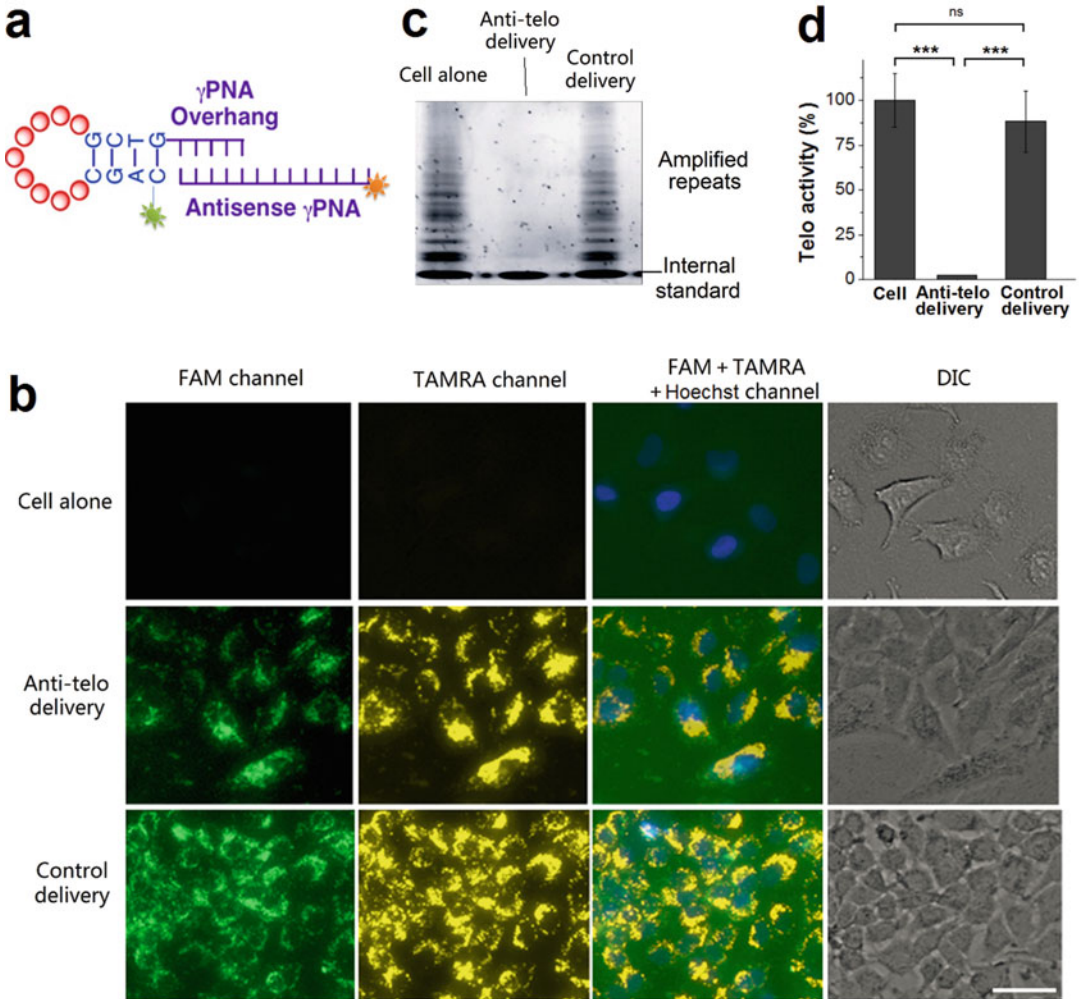 a
γPNA
Overhang
G C T G
C G A C
Antisense γPNA
c
Anti-telo
delivery
Cell alone
Control
delivery
Amplified
repeats
Internal
standard
d
ns
*** ***
Telo activity (%)
100
75
50
25
0
Cell
Anti-telo
delivery
Control
delivery
b
FAM channel
TAMRA channel
FAM + TAMRA
+ Hoechst channel
DIC
Cell alone
Anti-telo
delivery
Control
delivery